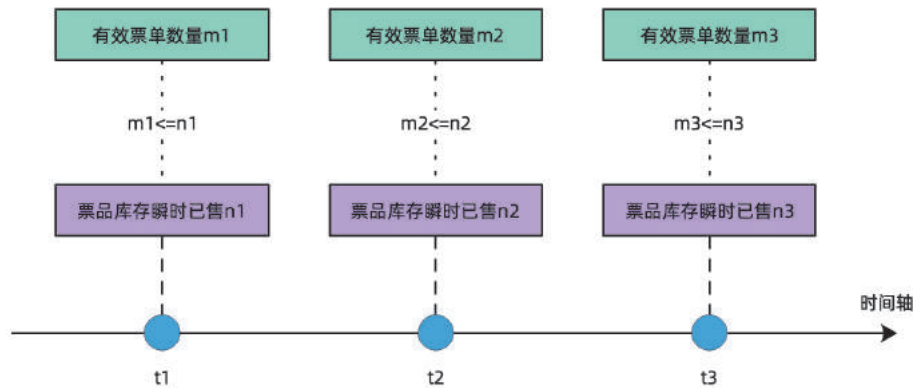 有效票单数量m1
有效票单数量m2
有效票单数量m3
m1<=n1
m2<=n2
m3<=n3
票品库存瞬时已售n1
票品库存瞬时已售n2
票品库存瞬时已售n3
时间轴
t1
t2
t3